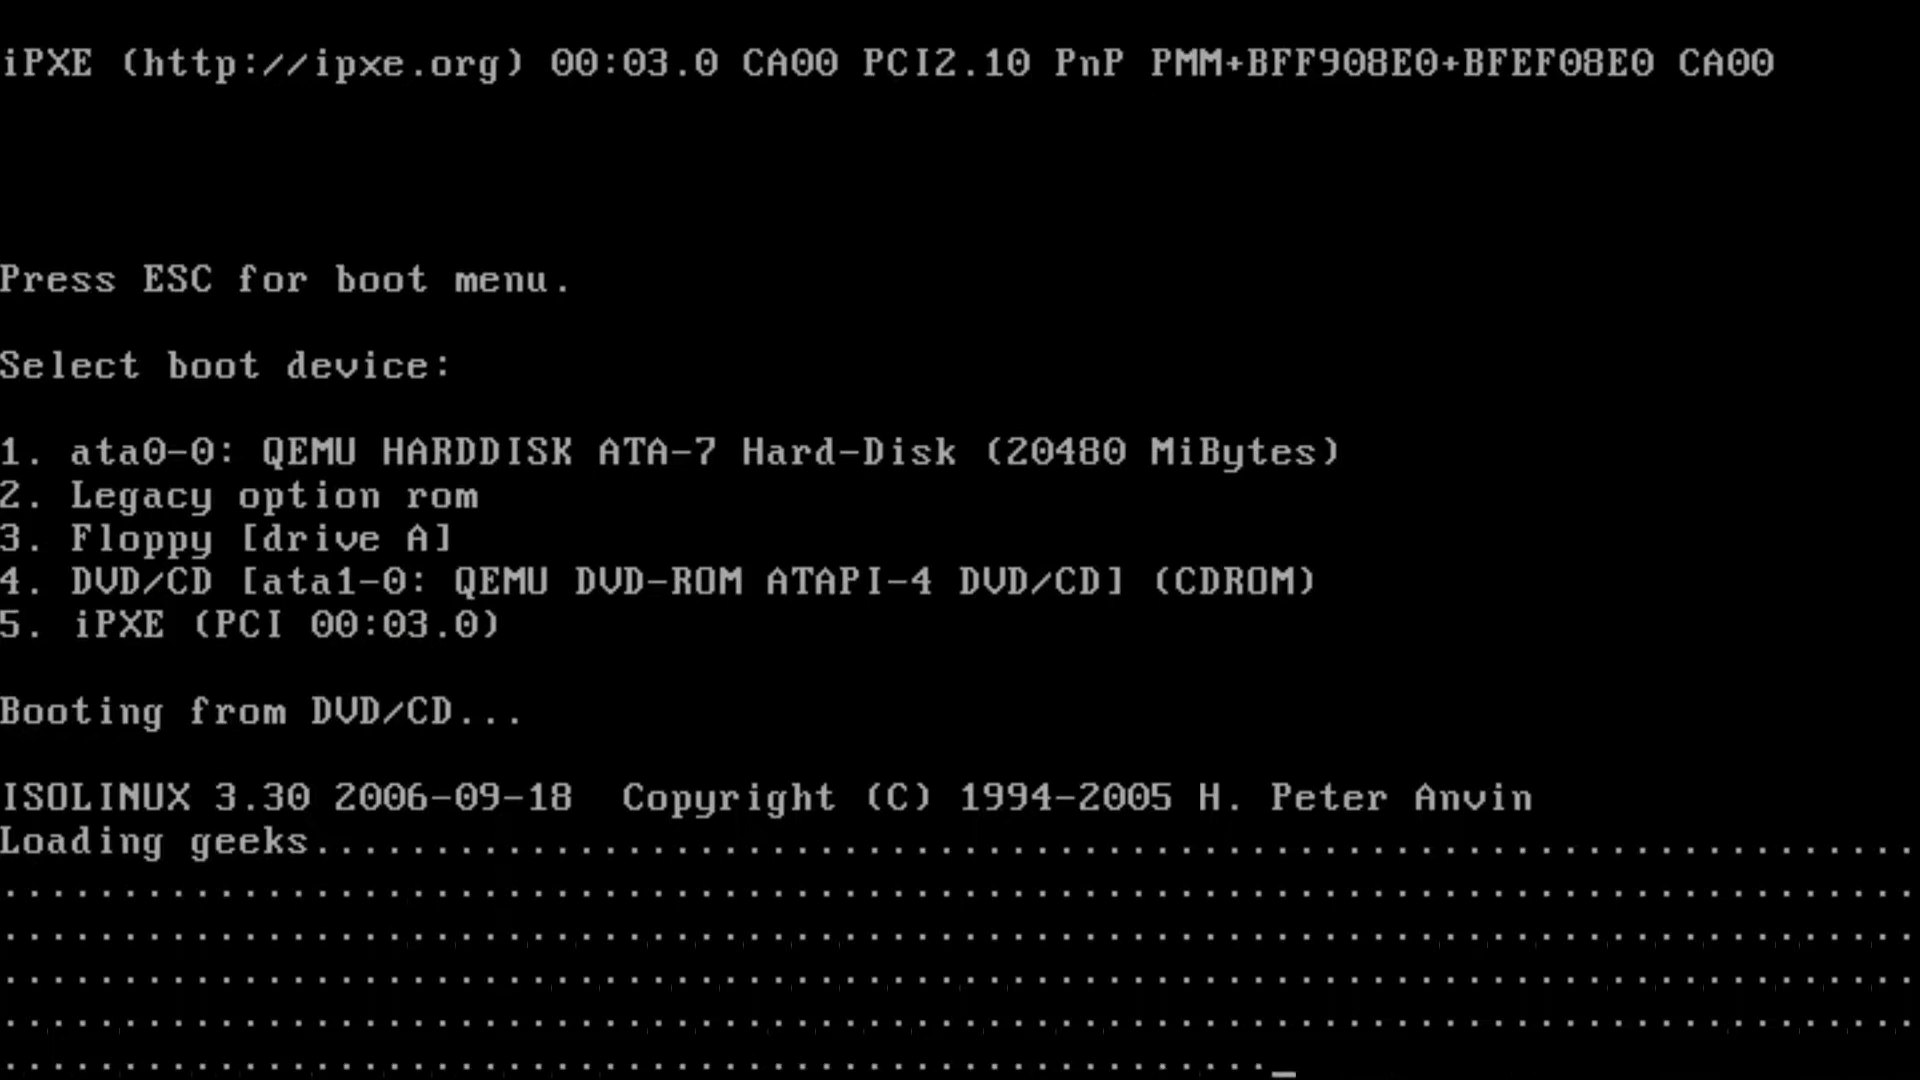 iPXE (http://ipxe.org) 00:03.0 CA00 PCI2.10 PnP PMM+BFF908E0+BFEF08E0 CA00
Press ESC for boot menu.
Select boot device:
1. ata0-0: QEMU HARDDISK ATA-7 Hard-Disk (20480 MiBytes)
2. Legacy option rom
3. Floppy [drive A]
4. DVD/CD [ata1-0: QEMU DVD-ROM ATAPI-4 DVD/CD] (CDROM)
5. iPXE (PCI 00:03.0)
Booting from DVD/CD...
ISOLINUX 3.30 2006-09-18  Copyright (C) 1994-2005 H. Peter Anvin
Loading geeks...................................................................
................................................................................
................................................................................
................................................................................
................................................................................
....................................................._